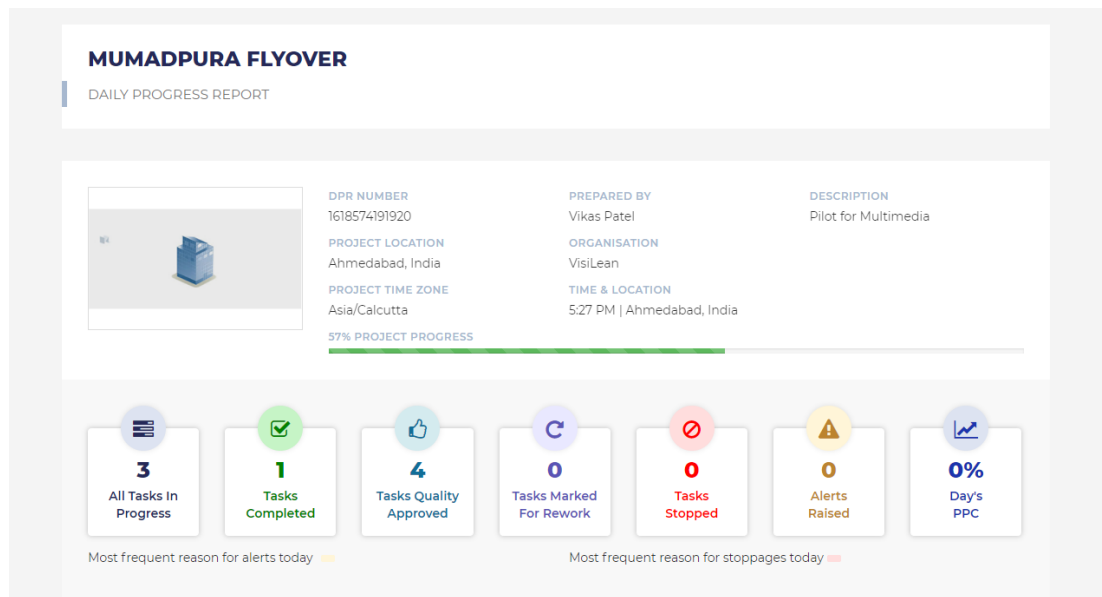 MUMADPURA FLYOVER
DAILY PROGRESS REPORT
DPR NUMBER
1618574191920
PREPARED BY
Vikas Patel
DESCRIPTION
Pilot for Multimedia
PROJECT LOCATION
Ahmedabad, India
ORGANISATION
VisiLean
PROJECT TIME ZONE
Asia/Calcutta
TIME & LOCATION
5:27 PM | Ahmedabad, India
57% PROJECT PROGRESS
3
All Tasks In
Progress
1
Tasks
Completed
4
Tasks Quality
Approved
0
Tasks Marked
For Rework
0
Tasks
Stopped
0
Alerts
Raised
0%
Day's
PPC
Most frequent reason for alerts today
Most frequent reason for stoppages today